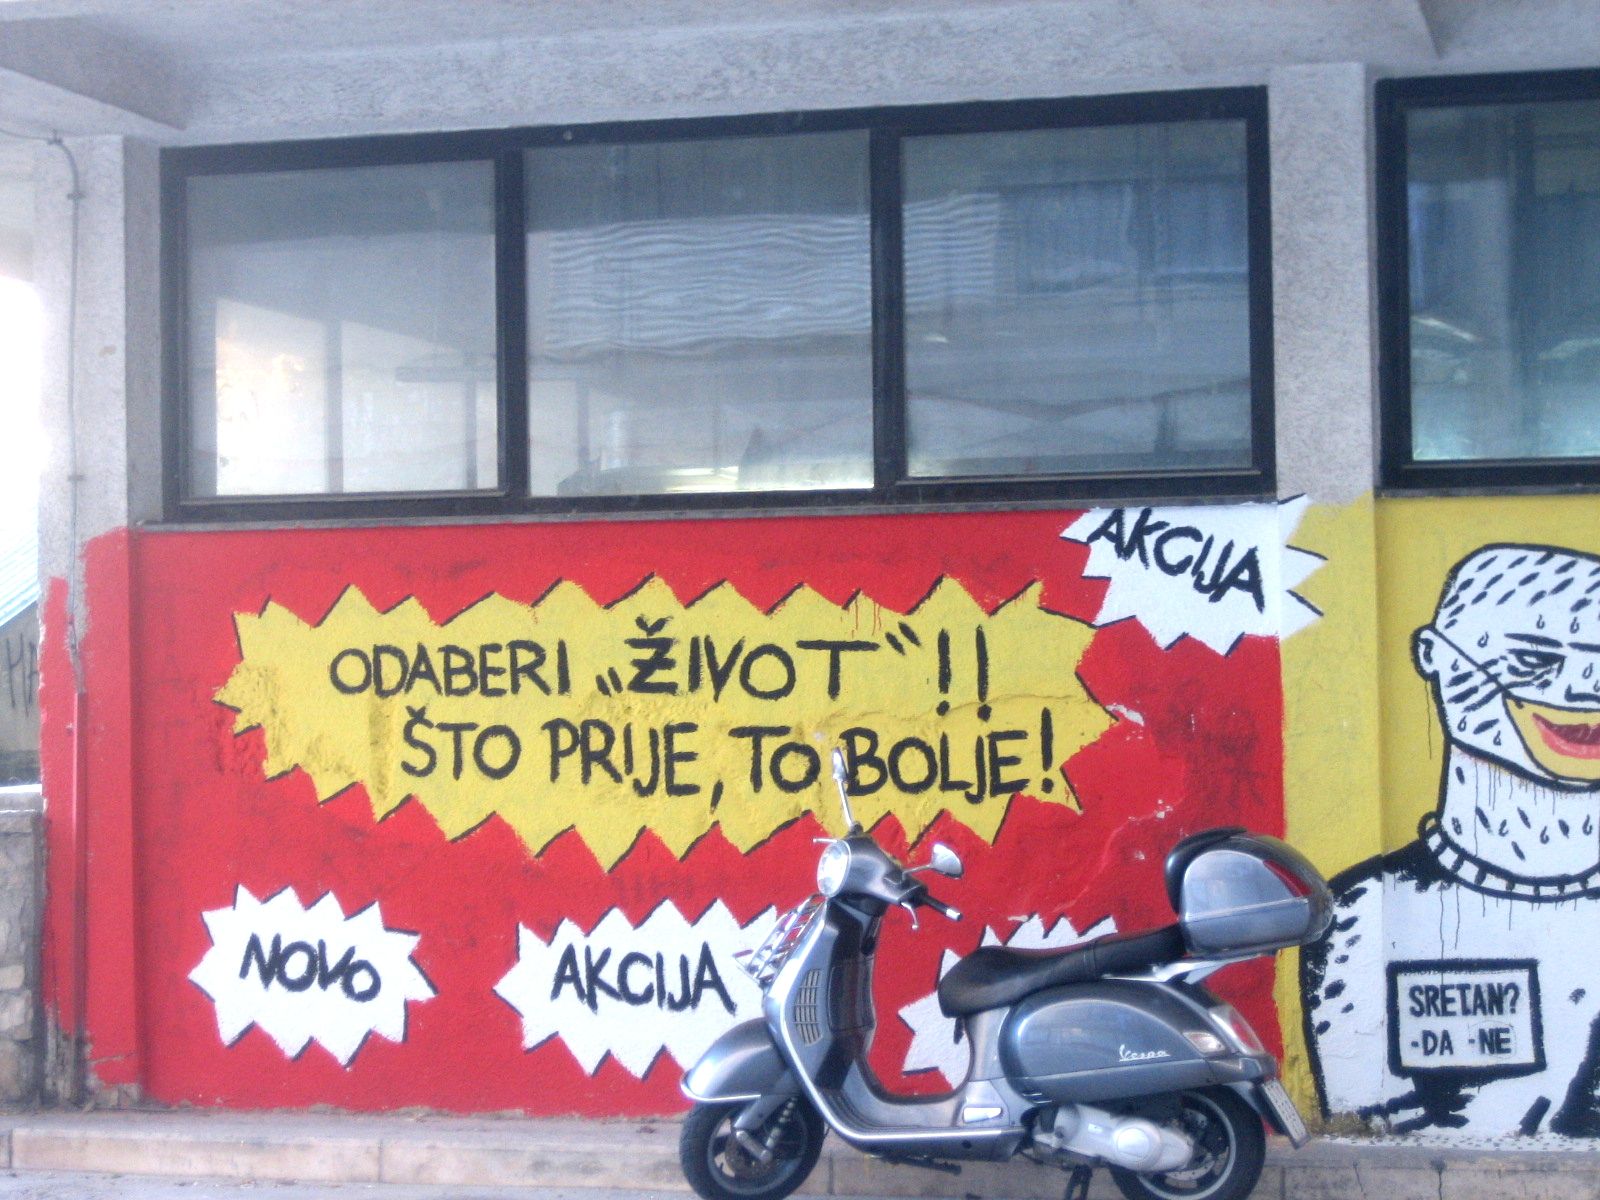 AKCIJA
ODABERI „ŽIVOT“!!
ŠTO PRIJE, TO BOLJE!
NOVO
AKCIJA
SRETAN?
-DA -NE
Vespa